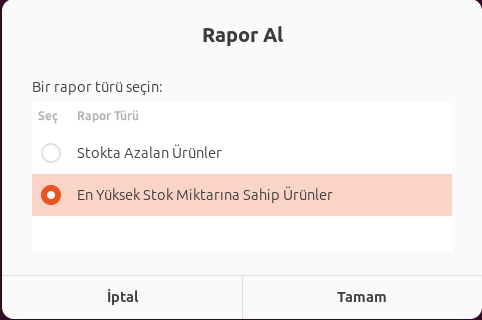 Rapor Al
Bir rapor türü seçin:
Seç Rapor Türü
Stokta Azalan Ürünler
En Yüksek Stok Miktarına Sahip Ürünler
İptal Tamam